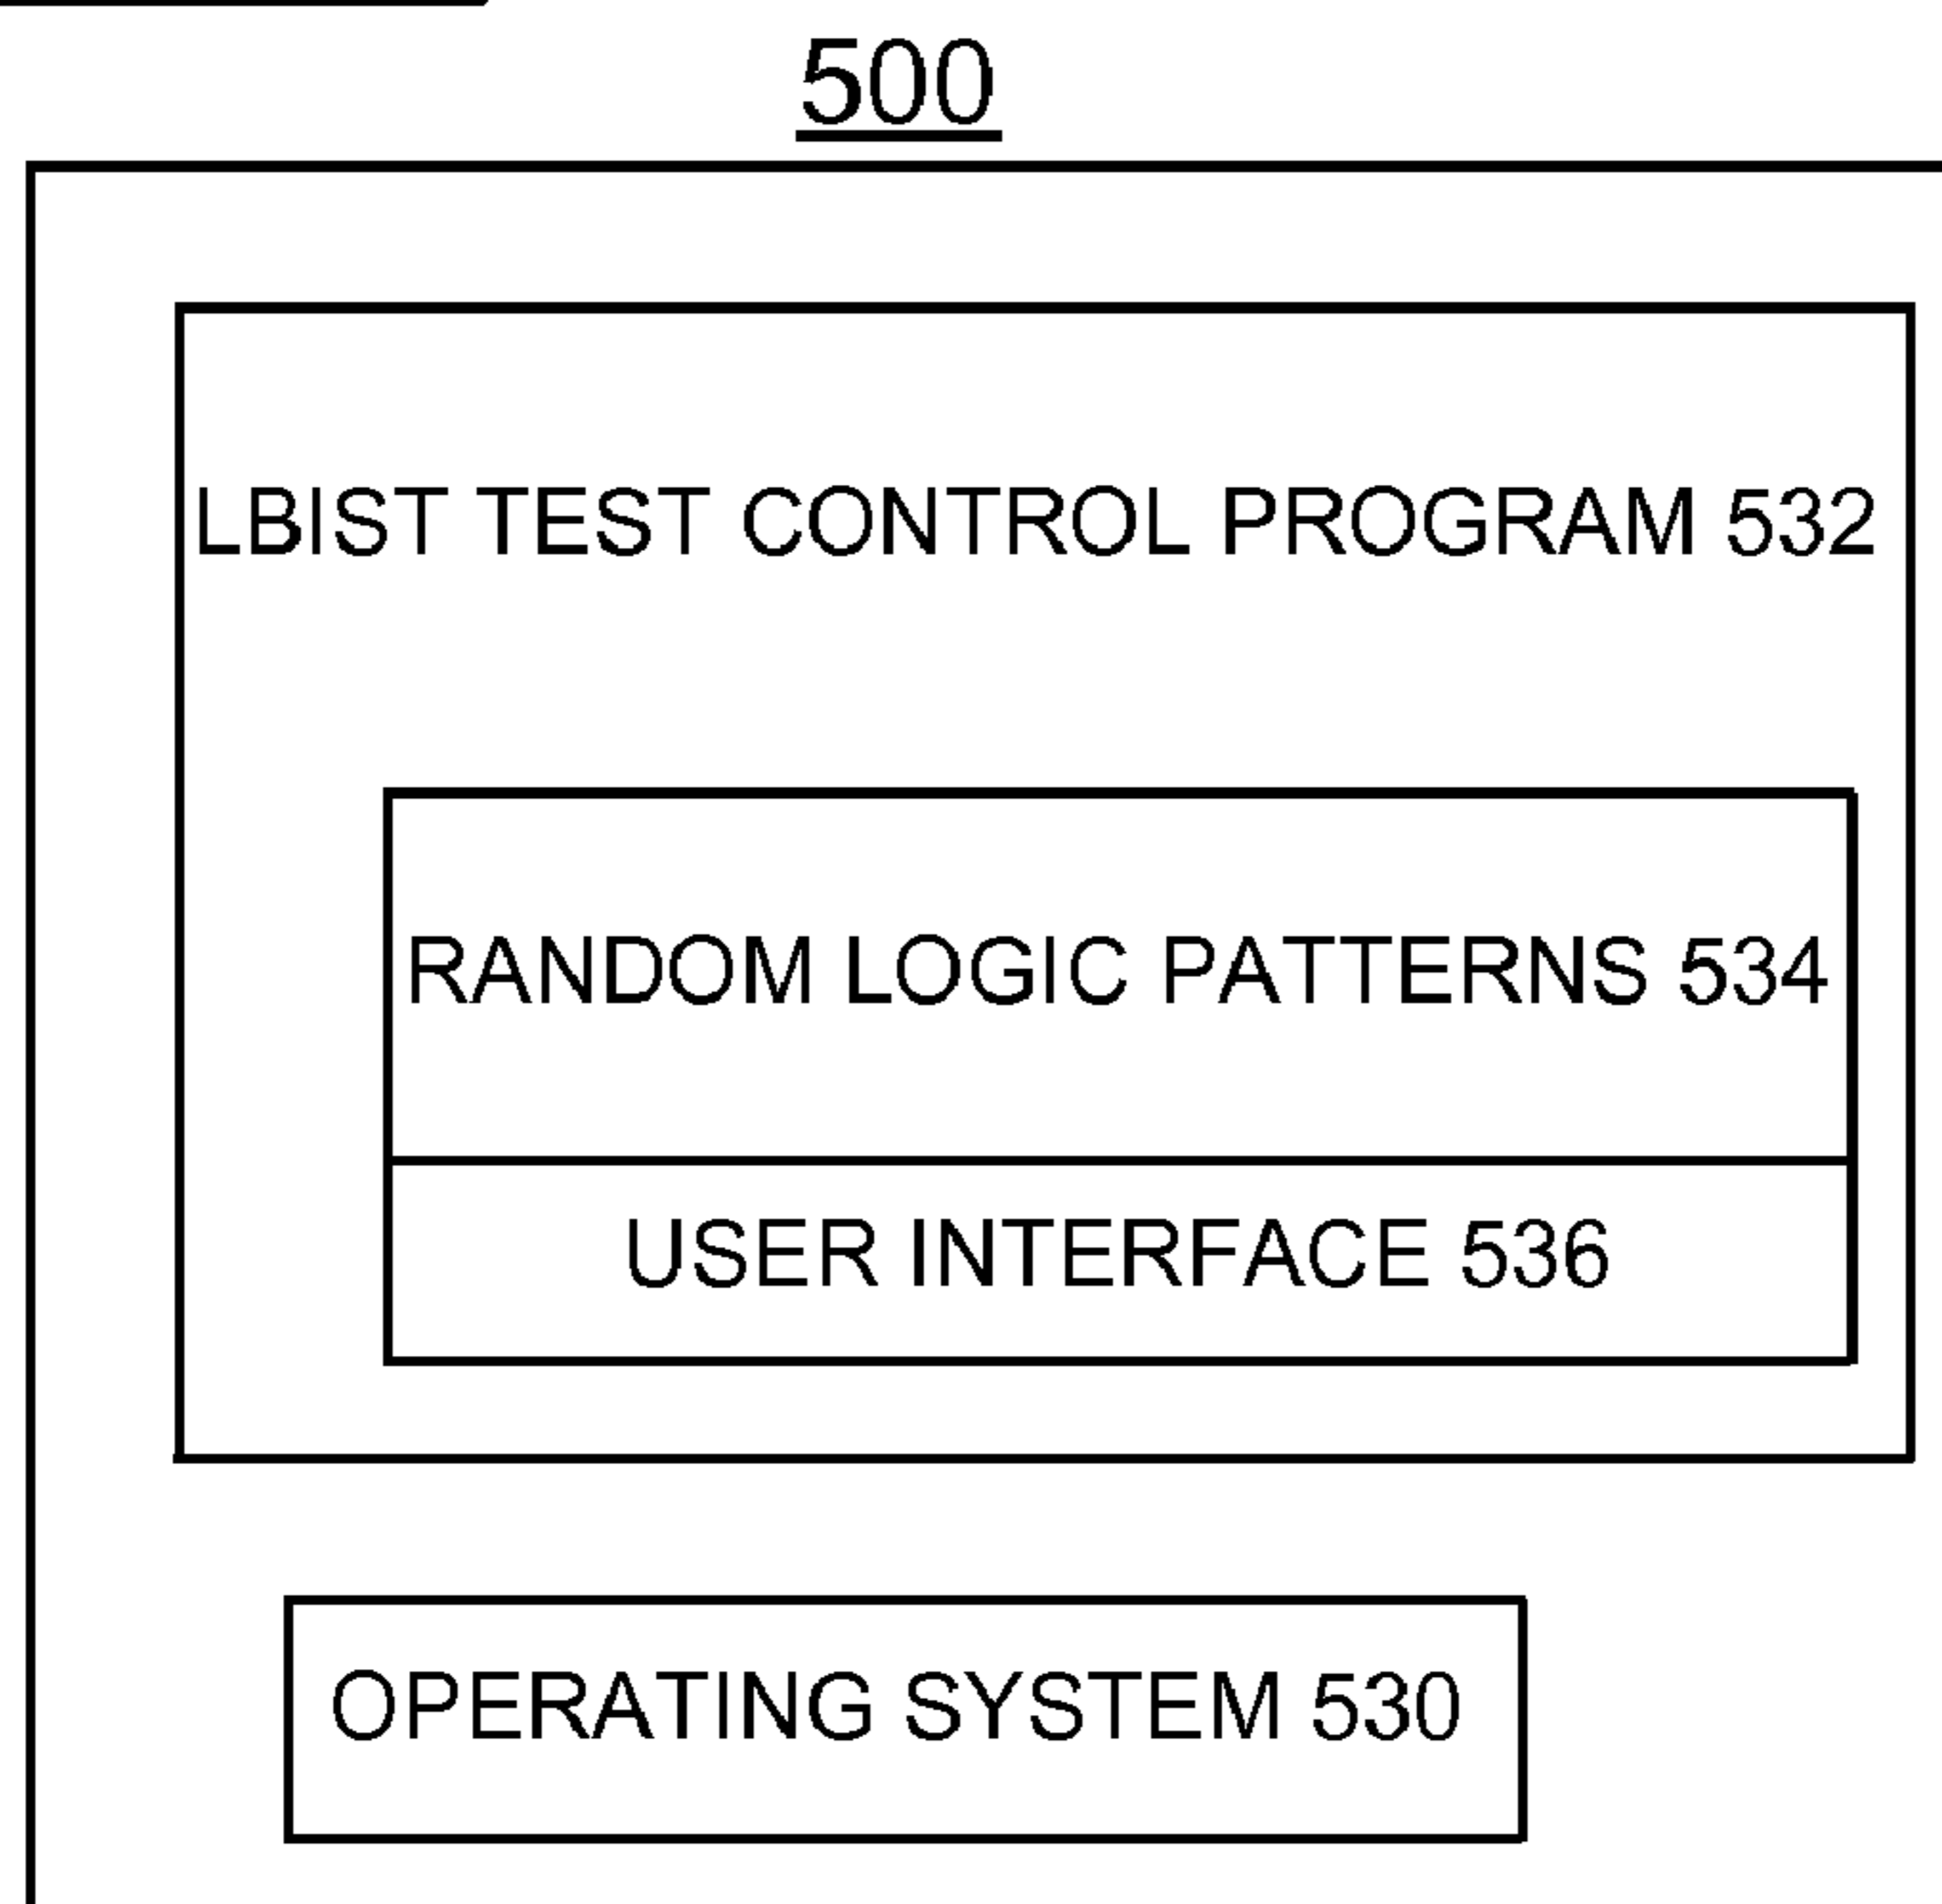 500
LBIST TEST CONTROL PROGRAM 532
RANDOM LOGIC PATTERNS 534
USER INTERFACE 536
OPERATING SYSTEM 530